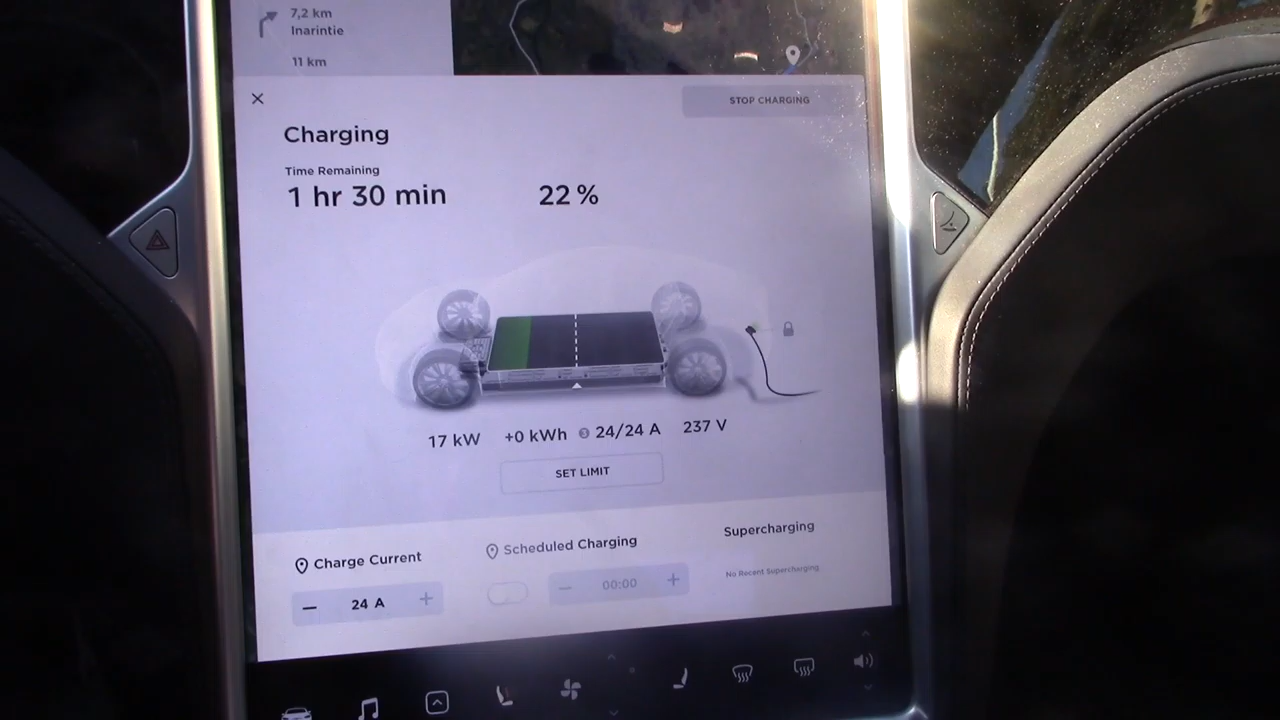 7,2 km
Inarintie
11 km
STOP CHARGING
Charging
Time Remaining
1 hr 30 min
22 %
17 kW +0 kWh 3 24/24 A 237 V
SET LIMIT
Charge Current
24 A
Scheduled Charging
00:00
Supercharging
No Recent Supercharging